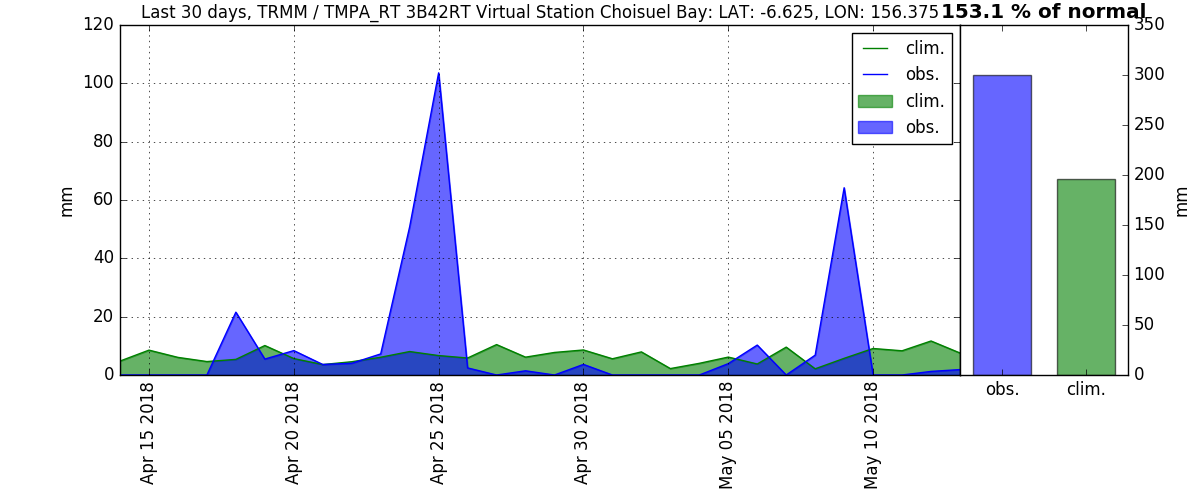 Last 30 days, TRMM / TMPA_RT 3B42RT Virtual Station Choisuel Bay: LAT: -6.625, LON: 156.375
153.1 % of normal
120
100
80
60
40
20
0
mm
clim.
obs.
clim.
obs.
Apr 15 2018
Apr 20 2018
Apr 25 2018
Apr 30 2018
May 05 2018
May 10 2018
350
300
250
200
150
100
50
0
mm
obs.
clim.